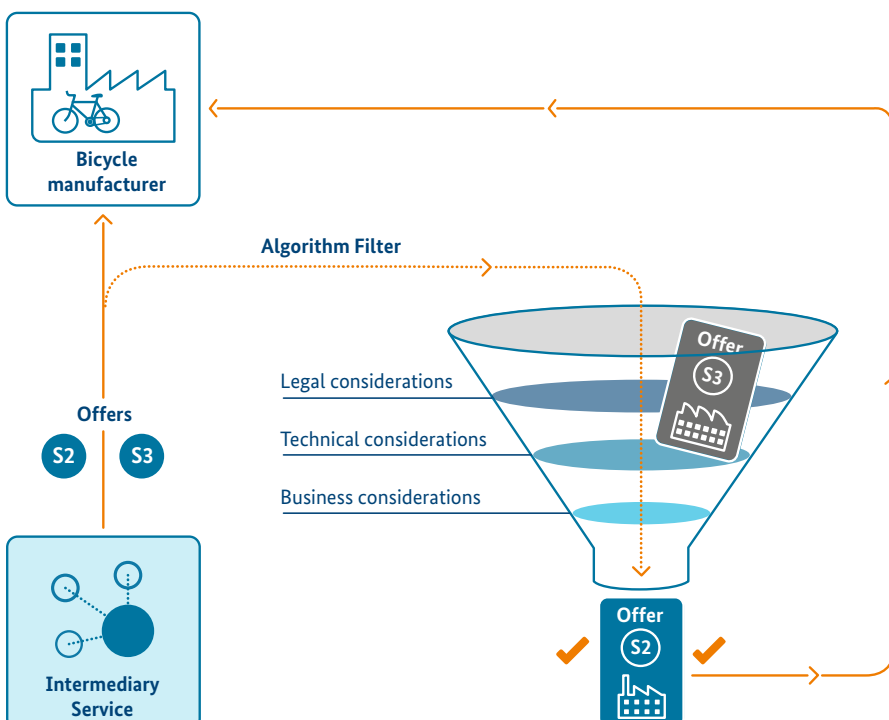 Bicycle
manufacturer
Algorithm Filter
Offer
S3
Legal considerations
Offers
Technical considerations
S2
S3
Business considerations
Offer
S2
Intermediary
Service